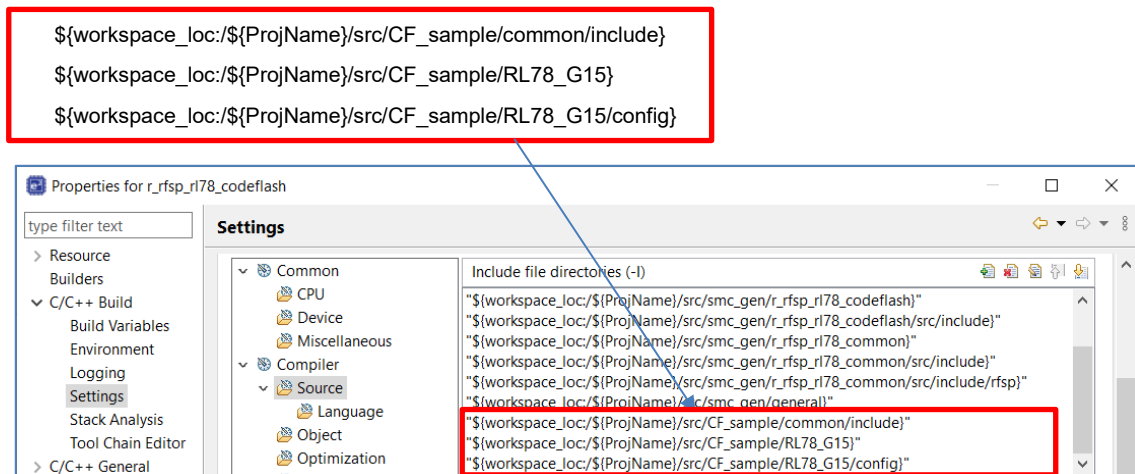 ${workspace_loc:/${ProjName}/src/CF_sample/common/include}
${workspace_loc:/${ProjName}/src/CF_sample/RL78_G15}
${workspace_loc:/${ProjName}/src/CF_sample/RL78_G15/config}
Properties for r_rfsp_rl78_codeflash
type filter text
Resource
Builders
C/C++ Build
Build Variables
Environment
Logging
Settings
Stack Analysis
Tool Chain Editor
C/C++ General
Settings
Common
CPU
Device
Miscellaneous
Compiler
Source
Language
Object
Optimization
Include file directories (-I)
"${workspace_loc:/${ProjName}/src/smc_gen/r_rfsp_rl78_codeflash}"
"${workspace_loc:/${ProjName}/src/smc_gen/r_rfsp_rl78_codeflash/src/include}"
"${workspace_loc:/${ProjName}/src/smc_gen/r_rfsp_rl78_common}"
"${workspace_loc:/${ProjName}/src/smc_gen/r_rfsp_rl78_common/src/include}"
"${workspace_loc:/${ProjName}/src/smc_gen/r_rfsp_rl78_common/src/include/rfsp}"
"${workspace_loc:/${ProjName}/src/smc_gen/general}"
"${workspace_loc:/${ProjName}/src/CF_sample/common/include}"
"${workspace_loc:/${ProjName}/src/CF_sample/RL78_G15}"
"${workspace_loc:/${ProjName}/src/CF_sample/RL78_G15/config}"